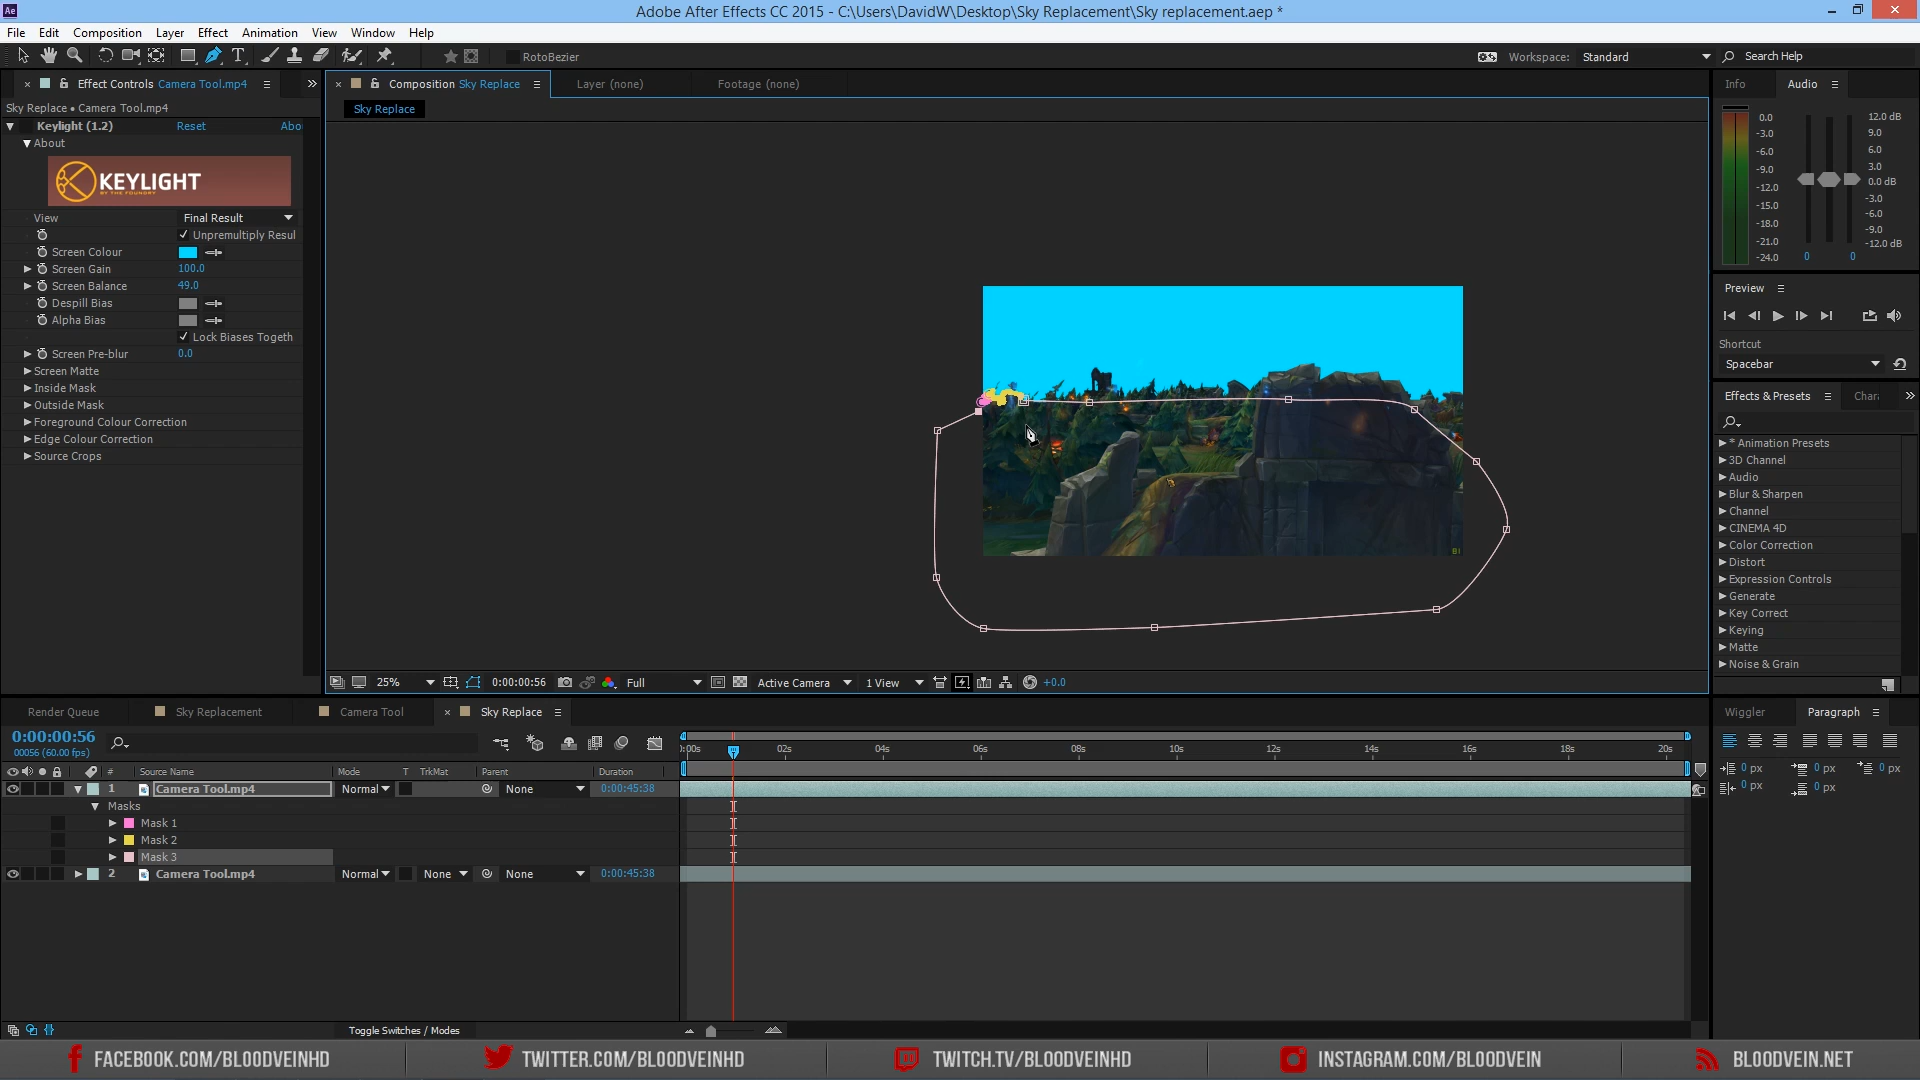 Ae
Adobe After Effects CC 2015 - C:\Users\DavidW\Desktop\Sky Replacement\Sky replacement.aep *
File Edit Composition Layer Effect Animation View Window Help
RotoBezier
Workspace: Standard
Search Help
Effect Controls Camera Tool.mp4
Composition Sky Replace
Layer (none)
Footage (none)
Info
Audio
Sky Replace • Camera Tool.mp4
Sky Replace
Keylight (1.2) Reset Abo
About
KEYLIGHT
BY THE FOUNDRY
View Final Result
Unpremultiply Resul
Screen Colour
Screen Gain 100.0
Screen Balance 49.0
Despill Bias
Alpha Bias
Lock Biases Togeth
Screen Pre-blur 0.0
Screen Matte
Inside Mask
Outside Mask
Foreground Colour Correction
Edge Colour Correction
Source Crops
0.0
-3.0
-6.0
-9.0
-12.0
-15.0
-18.0
-21.0
-24.0
12.0 dB
9.0
6.0
3.0
0.0 dB
-3.0
-6.0
-9.0
-12.0 dB
0 0
Preview
Shortcut
Spacebar
Effects & Presets
Chara
* Animation Presets
3D Channel
Audio
Blur & Sharpen
Channel
CINEMA 4D
Color Correction
Distort
Expression Controls
Generate
Key Correct
Keying
Matte
Noise & Grain
25% 0:00:00:56 Full Active Camera 1 View +0.0
Render Queue Sky Replacement Camera Tool Sky Replace
0:00:00:56
00056 (60.00 fps)
# Source Name Mode T TrkMat Parent Duration
:00s 02s 04s 06s 08s 10s 12s 14s 16s 18s 20s
1 Camera Tool.mp4 Normal None 0:00:45:38
Masks
Mask 1
Mask 2
Mask 3
2 Camera Tool.mp4 Normal None None 0:00:45:38
Toggle Switches / Modes
Wiggler
Paragraph
0 px 0 px 0 px
0 px 0 px
FACEBOOK.COM/BLOODVEINHD
TWITTER.COM/BLOODVEINHD
TWITCH.TV/BLOODVEINHD
INSTAGRAM.COM/BLOODVEIN
BLOODVEIN.NET